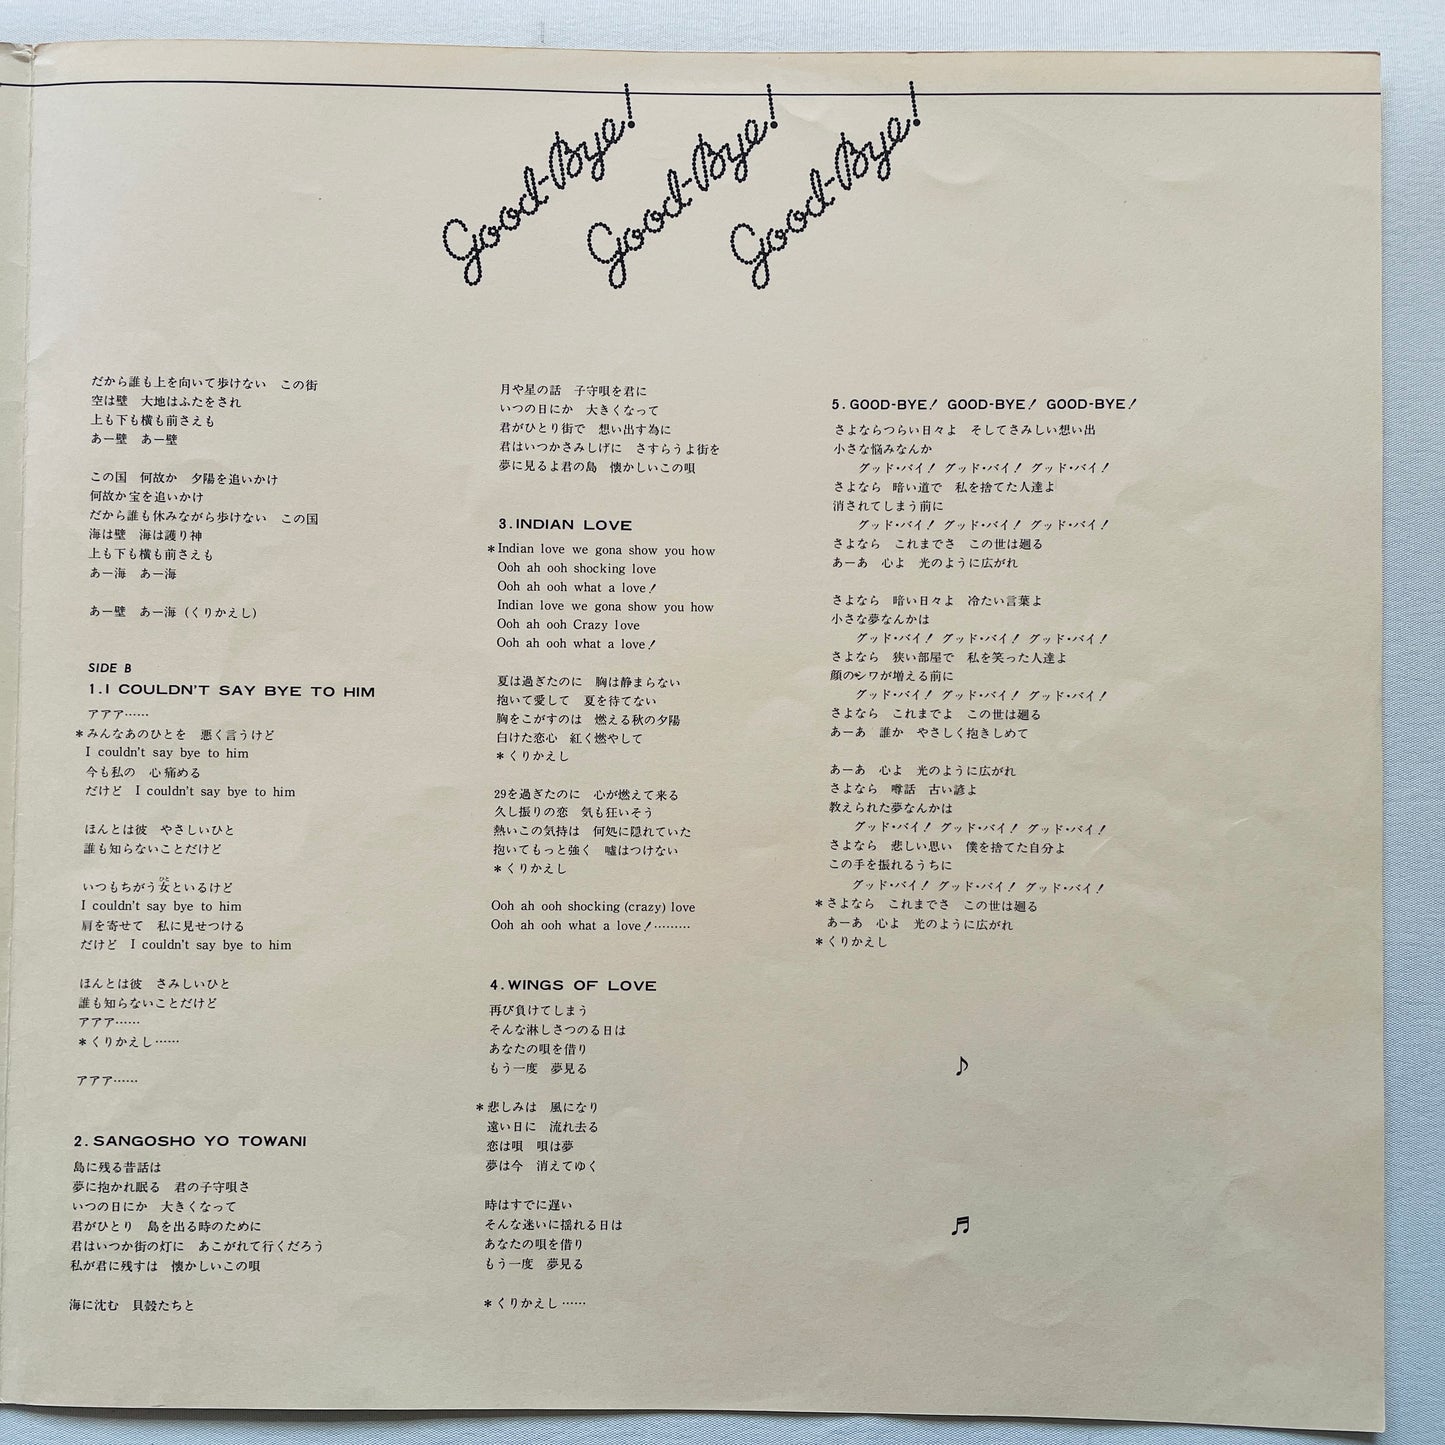 Good-Bye!
Good-Bye!
Good-Bye!
だから誰も上を向いて歩けない　この街
空は壁　大地はふたをされ
上も下も横も前さえも
あー壁　あー壁
この国　何故か　夕陽を追いかけ
何故か宝を追いかけ
だから誰も休みながら歩けない　この国
海は壁　海は護り神
上も下も横も前さえも
あー海　あー海
あー壁　あー海 (くりかえし)
SIDE B
1. I COULDN'T SAY BYE TO HIM
アアア……
＊みんなあのひとを　悪く言うけど
I couldn't say bye to him
今も私の　心痛める
だけど　I couldn't say bye to him
ほんとは彼　やさしいひと
誰も知らないことだけど
いつもちがう女(ひと)といるけど
I couldn't say bye to him
肩を寄せて　私に見せつける
だけど　I couldn't say bye to him
ほんとは彼　さみしいひと
誰も知らないことだけど
アアア……
＊くりかえし……
アアア……
2. SANGOSHO YO TOWANI
島に残る昔話は
夢に抱かれ眠る　君の子守唄さ
いつの日にか　大きくなって
君がひとり　島を出る時のために
君はいつか街の灯に　あこがれて行くだろう
私が君に残すは　懐かしいこの唄
海に沈む　貝殻たちと
月や星の話　子守唄を君に
いつの日にか　大きくなって
君がひとり街で　想い出す為に
君はいつかさみしげに　さすらうよ街を
夢に見るよ君の島　懐かしいこの唄
3. INDIAN LOVE
＊Indian love we gona show you how
Ooh ah ooh shocking love
Ooh ah ooh what a love!
Indian love we gona show you how
Ooh ah ooh Crazy love
Ooh ah ooh what a love!
夏は過ぎたのに　胸は静まらない
抱いて愛して　夏を待てない
胸をこがすのは　燃える秋の夕陽
白けた恋心　紅く燃やして
＊くりかえし
29を過ぎたのに　心が燃えて来る
久し振りの恋　気も狂いそう
熱いこの気持は　何処に隠れていた
抱いてもっと強く　嘘はつけない
＊くりかえし
Ooh ah ooh shocking (crazy) love
Ooh ah ooh what a love!………
4. WINGS OF LOVE
再び負けてしまう
そんな淋しさつのる日は
あなたの唄を借り
もう一度　夢見る
＊悲しみは　風になり
遠い日に　流れ去る
恋は唄　唄は夢
夢は今　消えてゆく
時はすでに遅い
そんな迷いに揺れる日は
あなたの唄を借り
もう一度　夢見る
＊くりかえし……
5. GOOD-BYE! GOOD-BYE! GOOD-BYE!
さよならつらい日々よ　そしてさみしい想い出
小さな悩みなんか
グッド・バイ! グッド・バイ! グッド・バイ!
さよなら　暗い道で　私を捨てた人達よ
消されてしまう前に
グッド・バイ! グッド・バイ! グッド・バイ!
さよなら　これまでさ　この世は廻る
あーあ　心よ　光のように広がれ
さよなら　暗い日々よ　冷たい言葉よ
小さな夢なんかは
グッド・バイ! グッド・バイ! グッド・バイ!
さよなら　狭い部屋で　私を笑った人達よ
顔のシワが増える前に
グッド・バイ! グッド・バイ! グッド・バイ!
さよなら　これまでよ　この世は廻る
あーあ　誰か　やさしく抱きしめて
あーあ　心よ　光のように広がれ
さよなら　噂話　古い諺よ
教えられた夢なんかは
グッド・バイ! グッド・バイ! グッド・バイ!
さよなら　悲しい思い　僕を捨てた自分よ
この手を振れるうちに
グッド・バイ! グッド・バイ! グッド・バイ!
＊さよなら　これまでさ　この世は廻る
あーあ　心よ　光のように広がれ
＊くりかえし